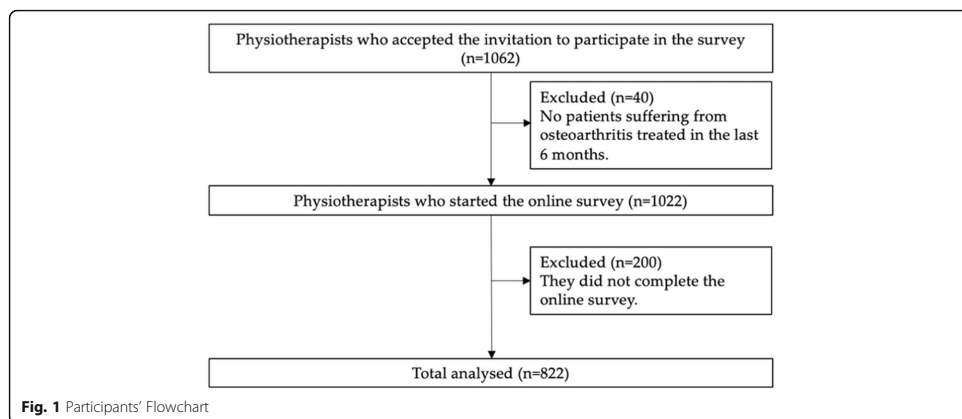 Physiotherapists who accepted the invitation to participate in the survey
(n=1062)
Excluded (n=40)
No patients suffering from
osteoarthritis treated in the last
6 months.
Physiotherapists who started the online survey (n=1022)
Excluded (n=200)
They did not complete the
online survey.
Total analysed (n=822)
Fig. 1 Participants’ Flowchart